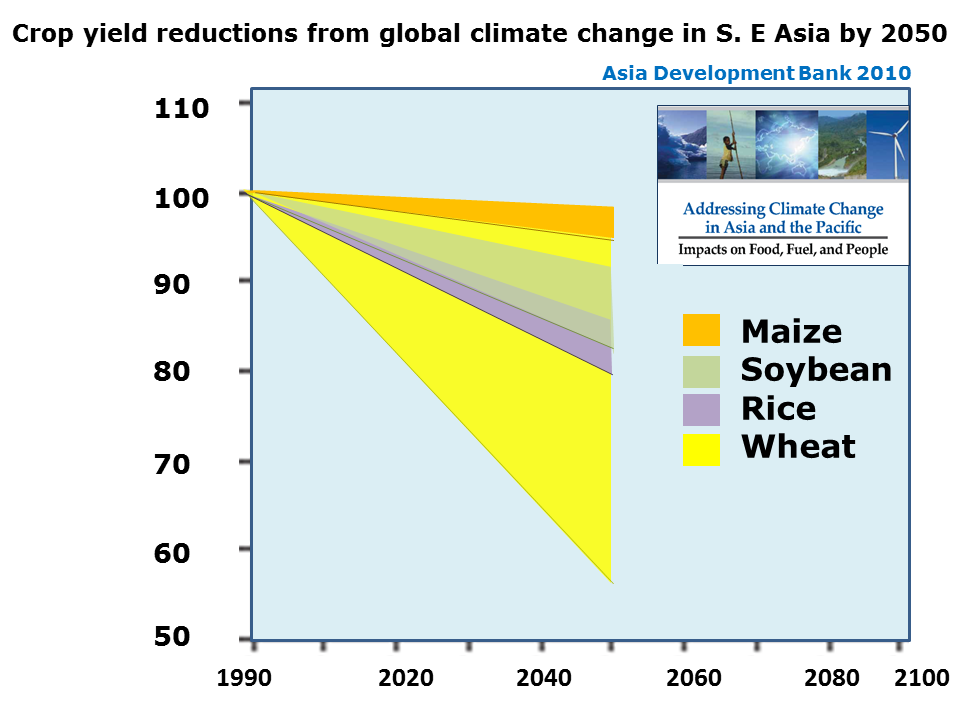 Crop yield reductions from global climate change in S. E Asia by 2050
Asia Development Bank 2010
110
100
90
80
70
60
50
Addressing Climate Change
in Asia and the Pacific
Impacts on Food, Fuel, and People
Maize
Soybean
Rice
Wheat
1990 2020 2040 2060 2080 2100